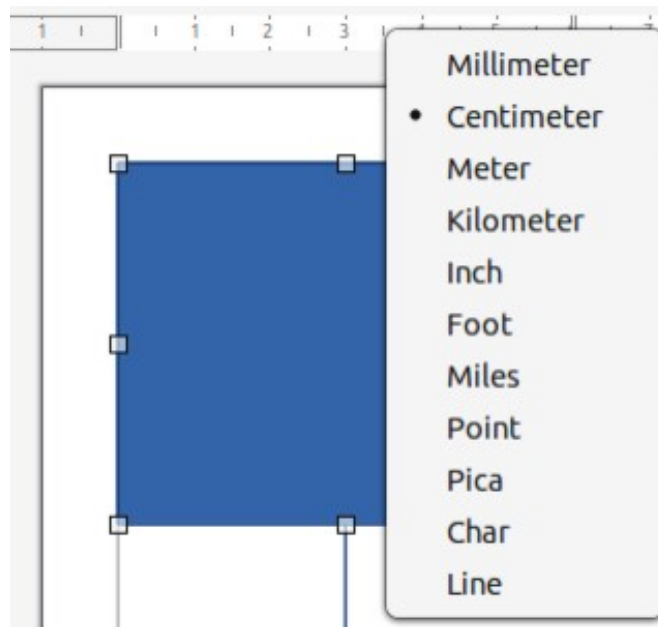 1 1 2 3
Millimeter
Centimeter
Meter
Kilometer
Inch
Foot
Miles
Point
Pica
Char
Line